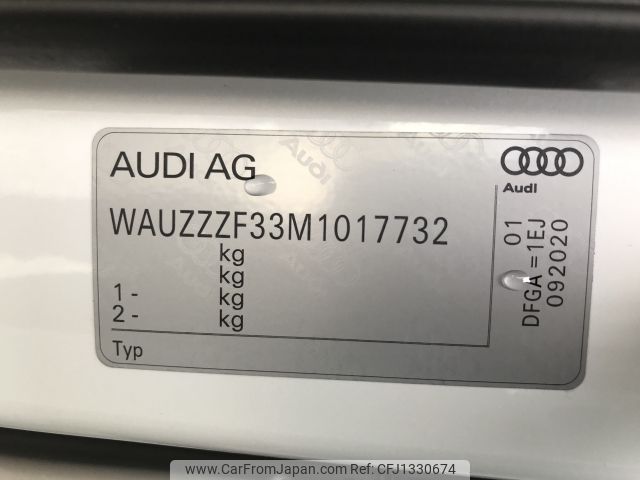 AUDI AG
Audi
WAUZZZF33M1017732
kg
kg
1 - kg
2 - kg
Typ
01
DFGA =1EJ
092020
www.CarFromJapan.com - CFJ1330674